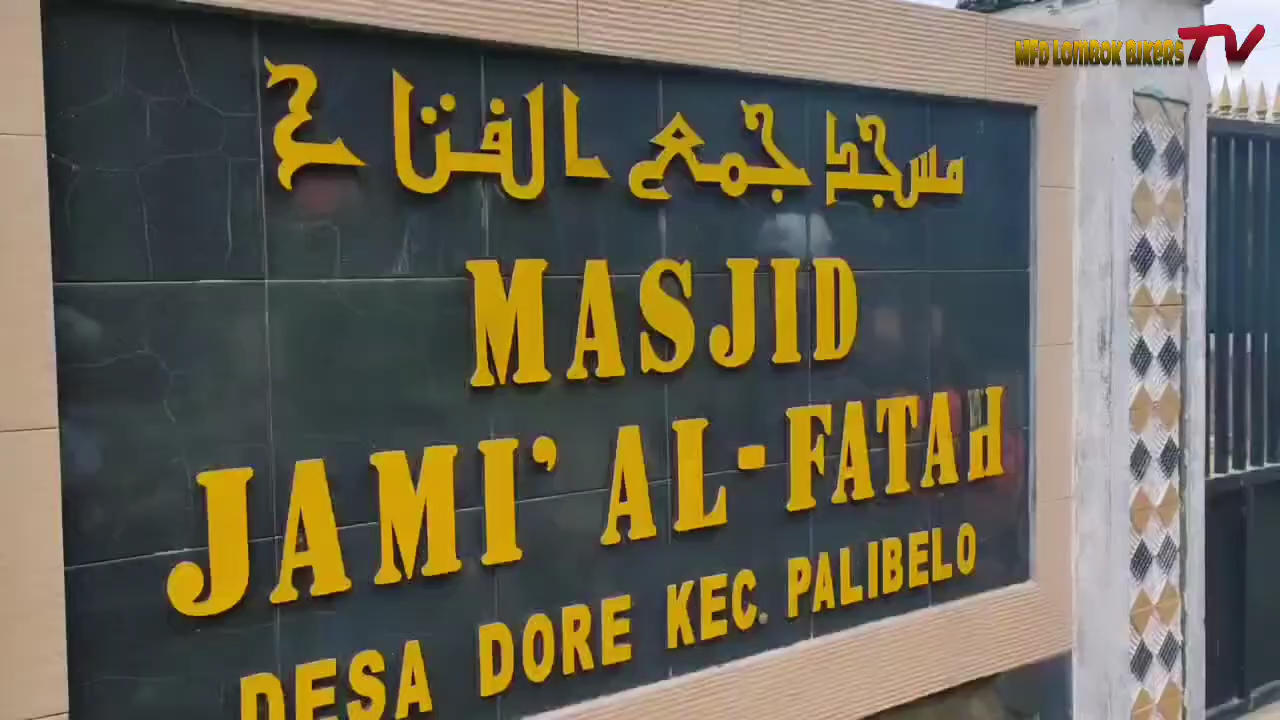 MFD LOMBOK BIKERS TV
مسجد جمع الفتاح
MASJID
JAMI' AL-FATAH
DESA DORE KEC. PALIBELO